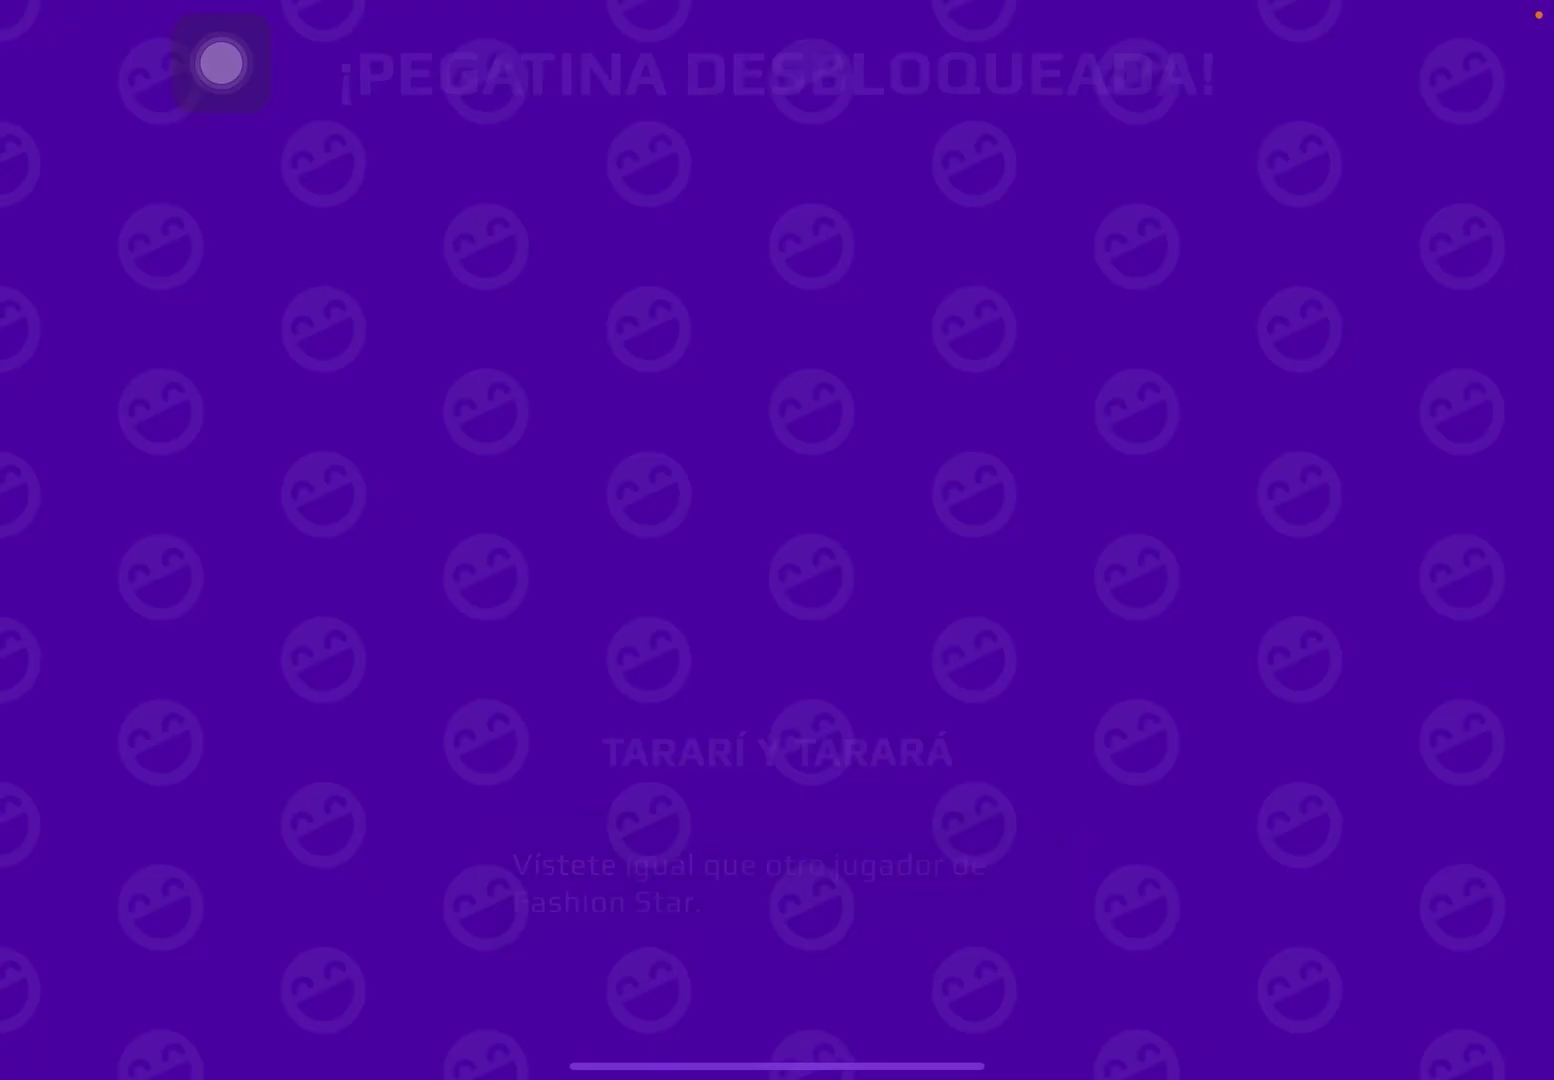 ¡PEGATINA DESBLOQUEADA!
TARARÍ Y TARARÁ
Vístete igual que otro jugador de
Fashion Star.